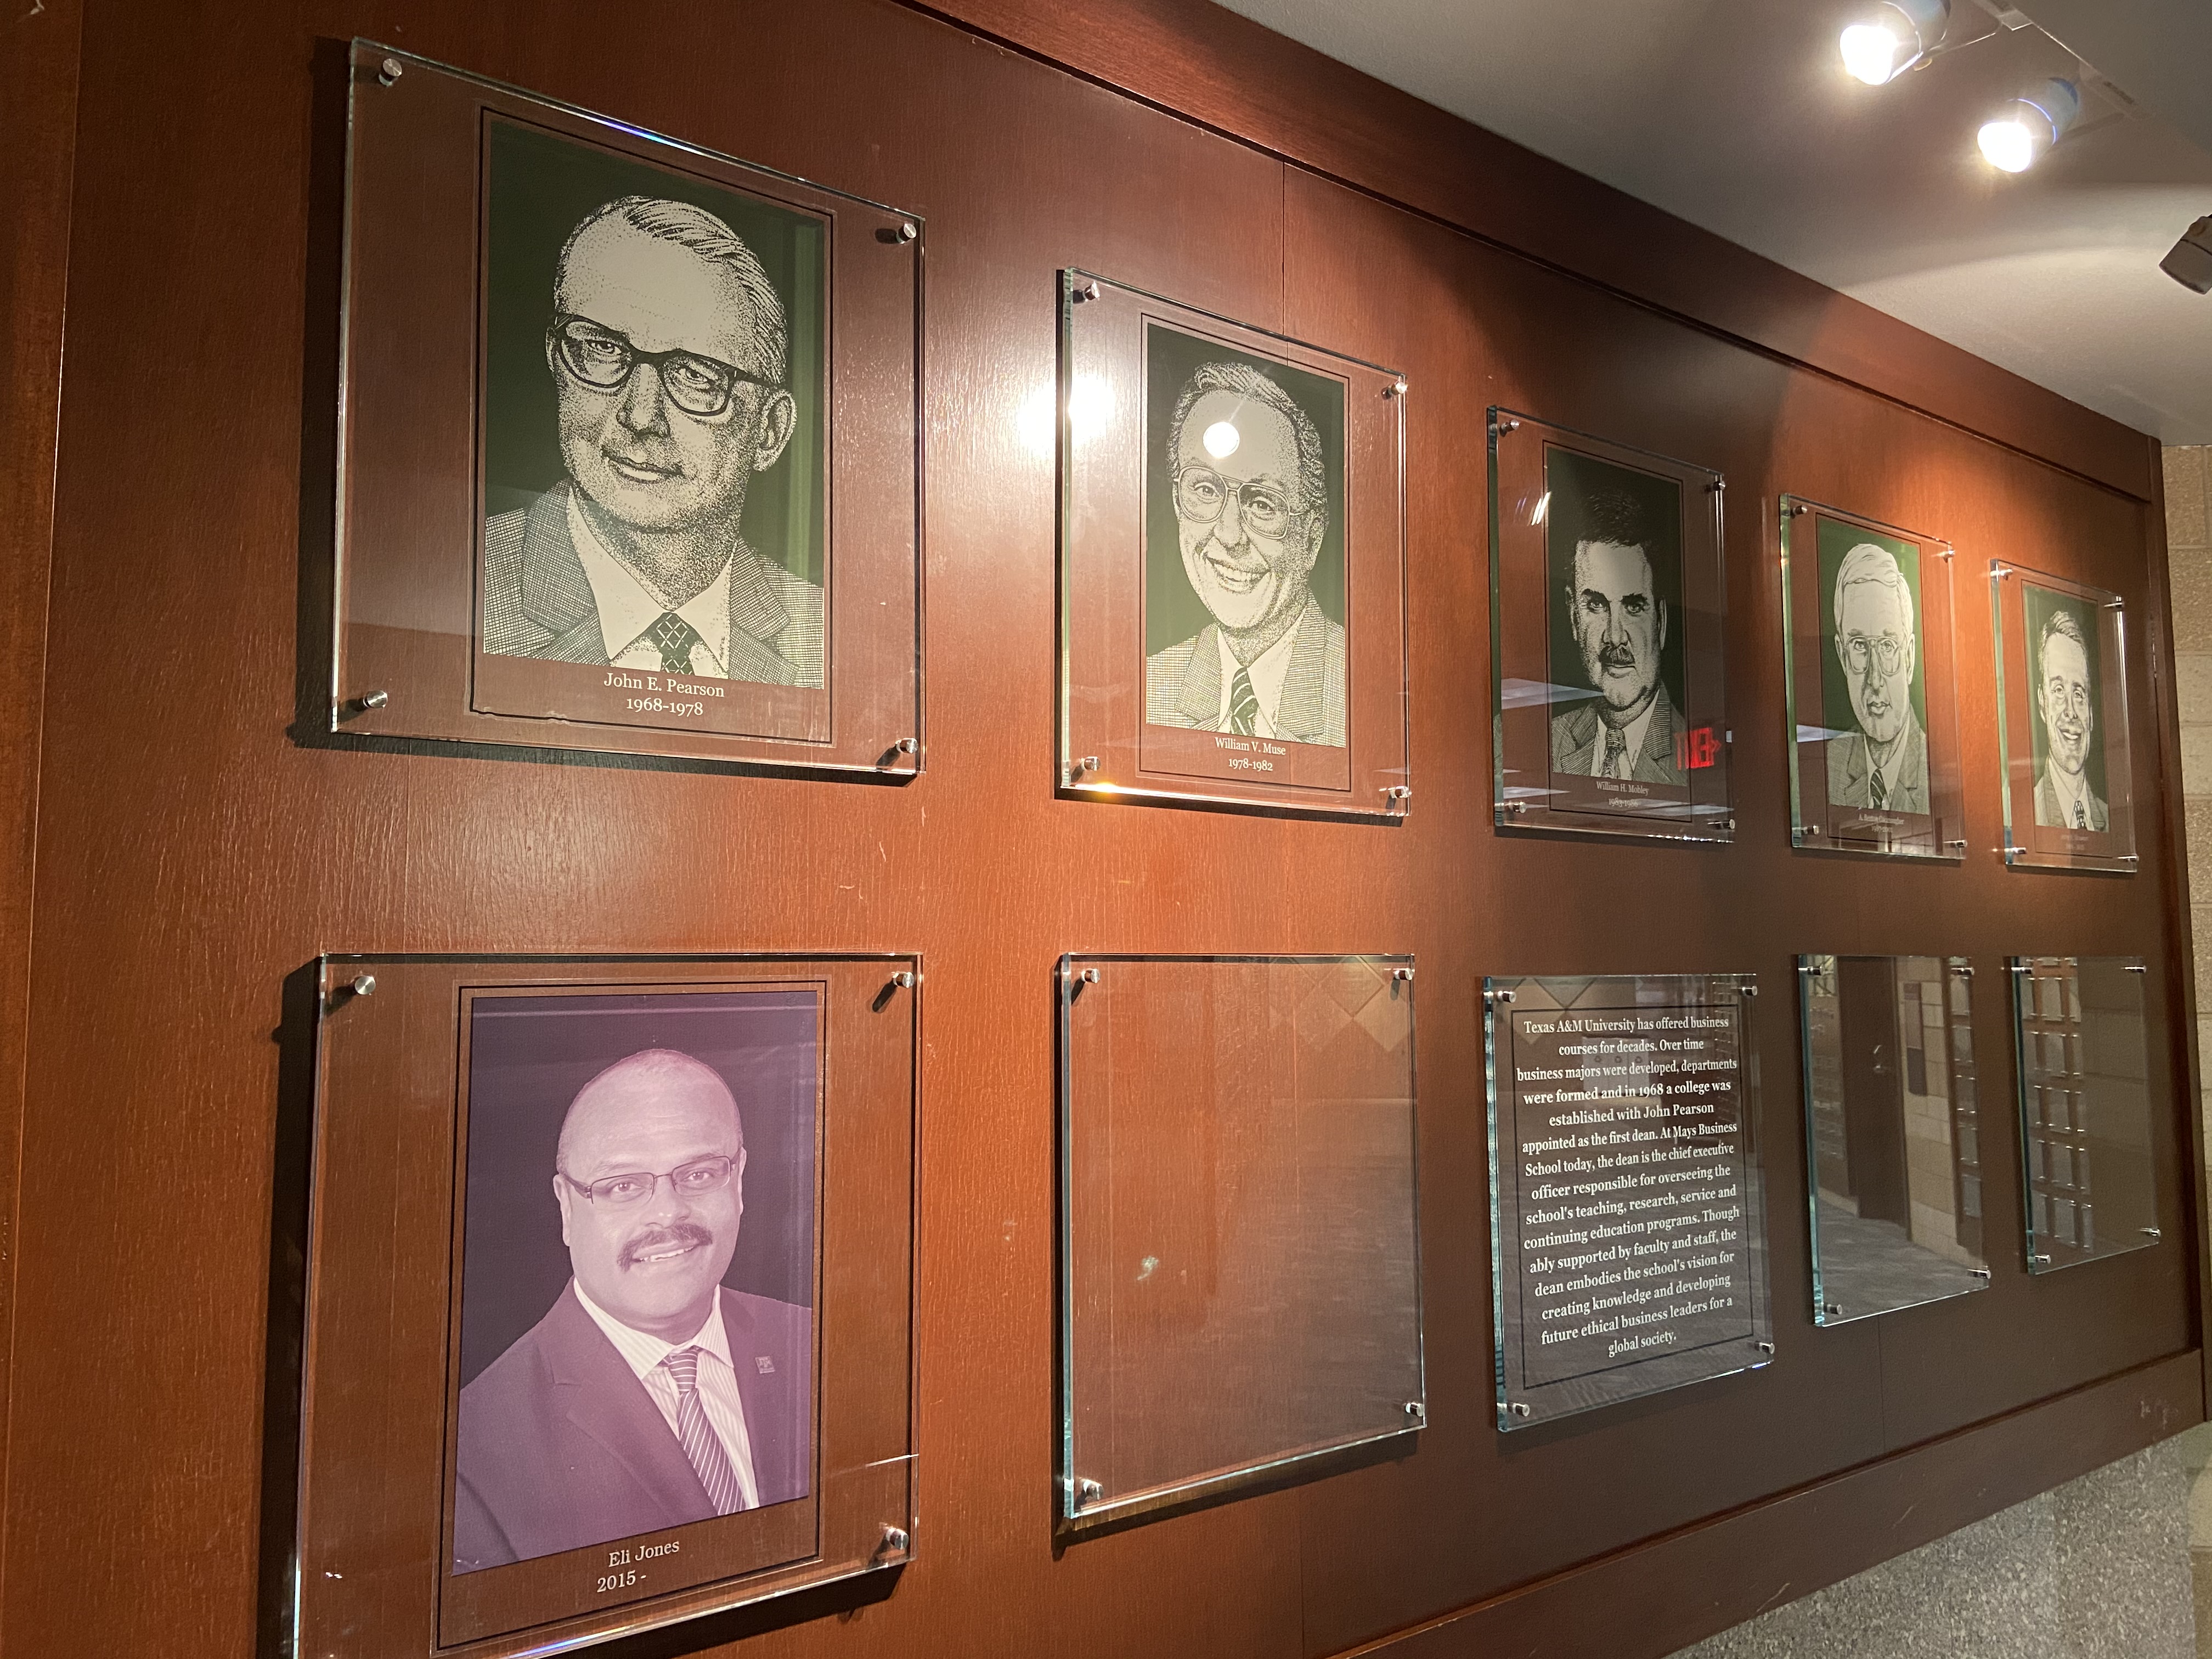 John E. Pearson
1968-1978
William V. Muse
1978-1982
William H. Mobley
A. Benton Cocanougher
Eli Jones
2015 -
Texas A&M University has offered business
courses for decades. Over time
business majors were developed, departments
were formed and in 1968 a college was
established with John Pearson
appointed as the first dean. At Mays Business
School today, the dean is the chief executive
officer responsible for overseeing the
school's teaching, research, service and
continuing education programs. Though
ably supported by faculty and staff, the
dean embodies the school's vision for
creating knowledge and developing
future ethical business leaders for a
global society.